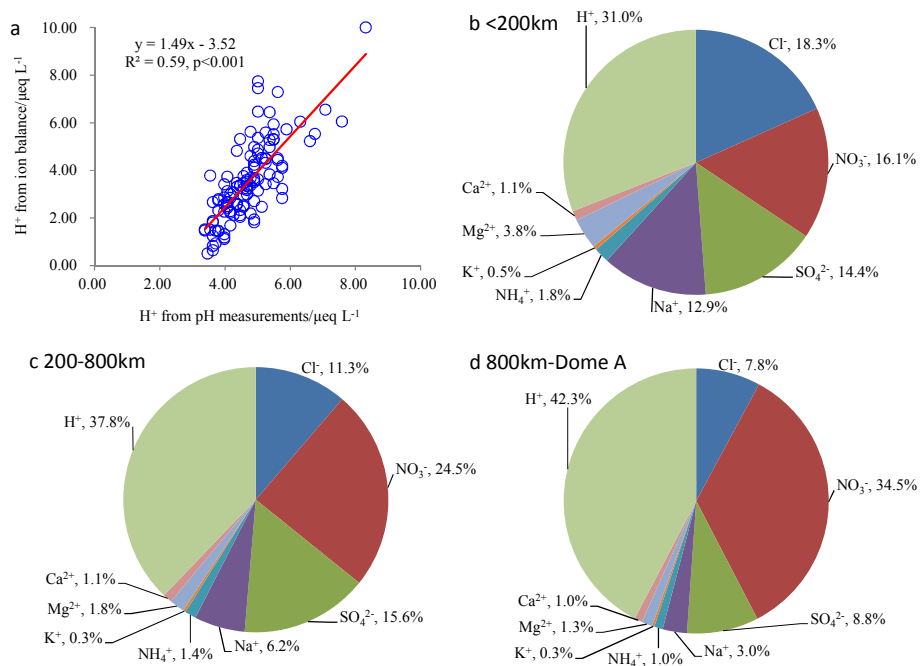 a
y = 1.49x - 3.52
R² = 0.59, p<0.001
H⁺ from ion balance/µeq L⁻¹
10.00
8.00
6.00
4.00
2.00
0.00
0.00 2.00 4.00 6.00 8.00 10.00
H⁺ from pH measurements/µeq L⁻¹
b <200km
H⁺, 31.0%
Cl⁻, 18.3%
NO₃⁻, 16.1%
SO₄²⁻, 14.4%
Na⁺, 12.9%
NH₄⁺, 1.8%
K⁺, 0.5%
Mg²⁺, 3.8%
Ca²⁺, 1.1%
c 200-800km
Cl⁻, 11.3%
H⁺, 37.8%
NO₃⁻, 24.5%
SO₄²⁻, 15.6%
Na⁺, 6.2%
NH₄⁺, 1.4%
K⁺, 0.3%
Mg²⁺, 1.8%
Ca²⁺, 1.1%
d 800km-Dome A
Cl⁻, 7.8%
H⁺, 42.3%
NO₃⁻, 34.5%
SO₄²⁻, 8.8%
Na⁺, 3.0%
NH₄⁺, 1.0%
K⁺, 0.3%
Mg²⁺, 1.3%
Ca²⁺, 1.0%